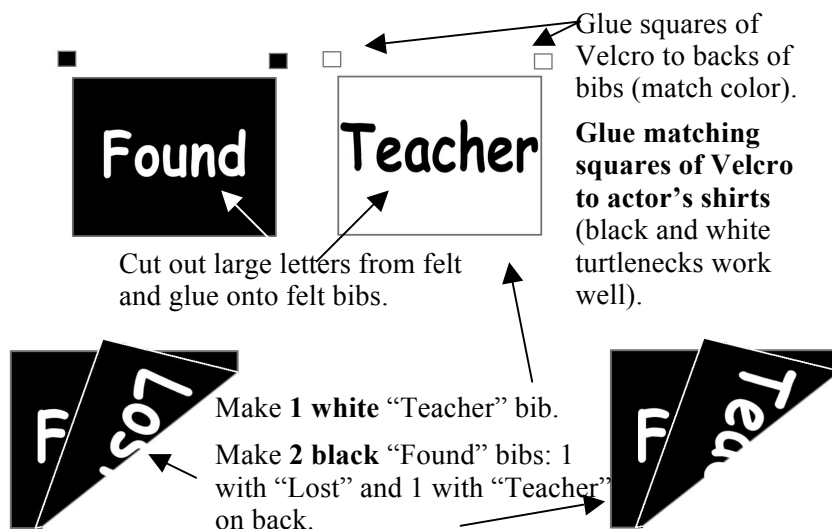 Glue squares of
Velcro to backs of
bibs (match color).
Found
Teacher
Glue matching
squares of Velcro
to actor’s shirts
(black and white
turtlenecks work
well).
Cut out large letters from felt
and glue onto felt bibs.
F
Los
Make 1 white “Teacher” bib.
Make 2 black “Found” bibs: 1
with “Lost” and 1 with “Teacher”
on back.
F
Tea